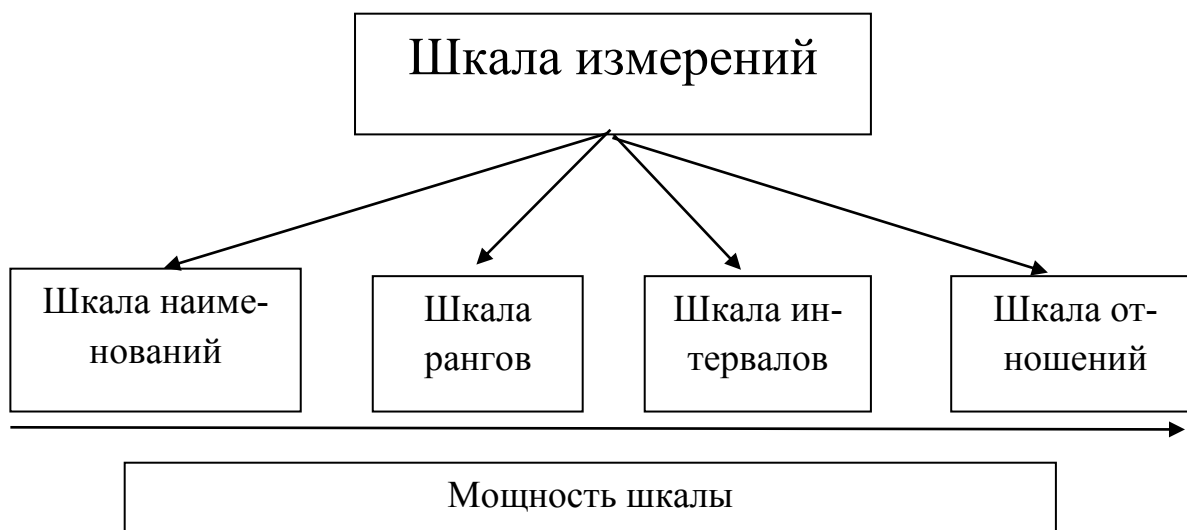 Шкала измерений
Шкала наиме-
нований
Шкала
рангов
Шкала ин-
тервалов
Шкала от-
ношений
Мощность шкалы